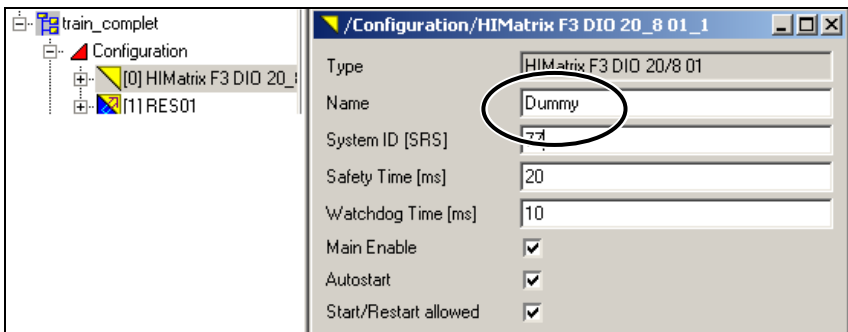 train_complet
Configuration
[0] HIMatrix F3 DIO 20_
[1] RES01
/Configuration/HIMatrix F3 DIO 20_8 01_1
Type HIMatrix F3 DIO 20/8 01
Name Dummy
System ID [SRS] 77
Safety Time [ms] 20
Watchdog Time [ms] 10
Main Enable
Autostart
Start/Restart allowed